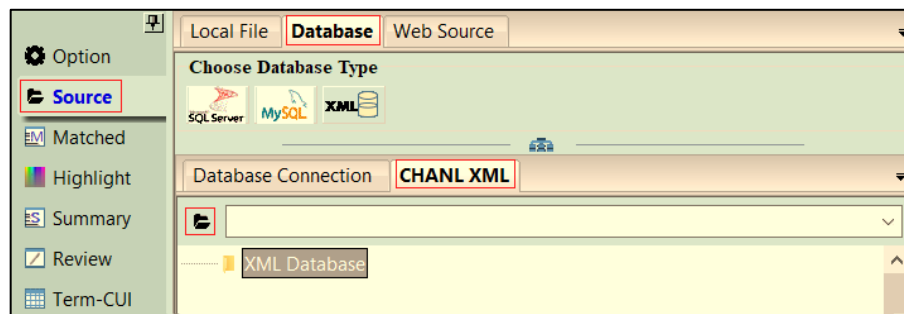 Local File Database Web Source
Option
Choose Database Type
Source
SQL Server MySQL XML
Matched
Database Connection CHANL XML
Highlight
Summary
Review
XML Database
Term-CUI